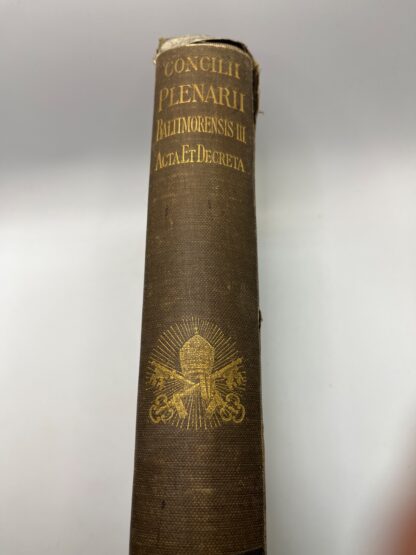 CONCILII
PLENARII
BALTIMORENSIS III
ACTA ET DECRETA